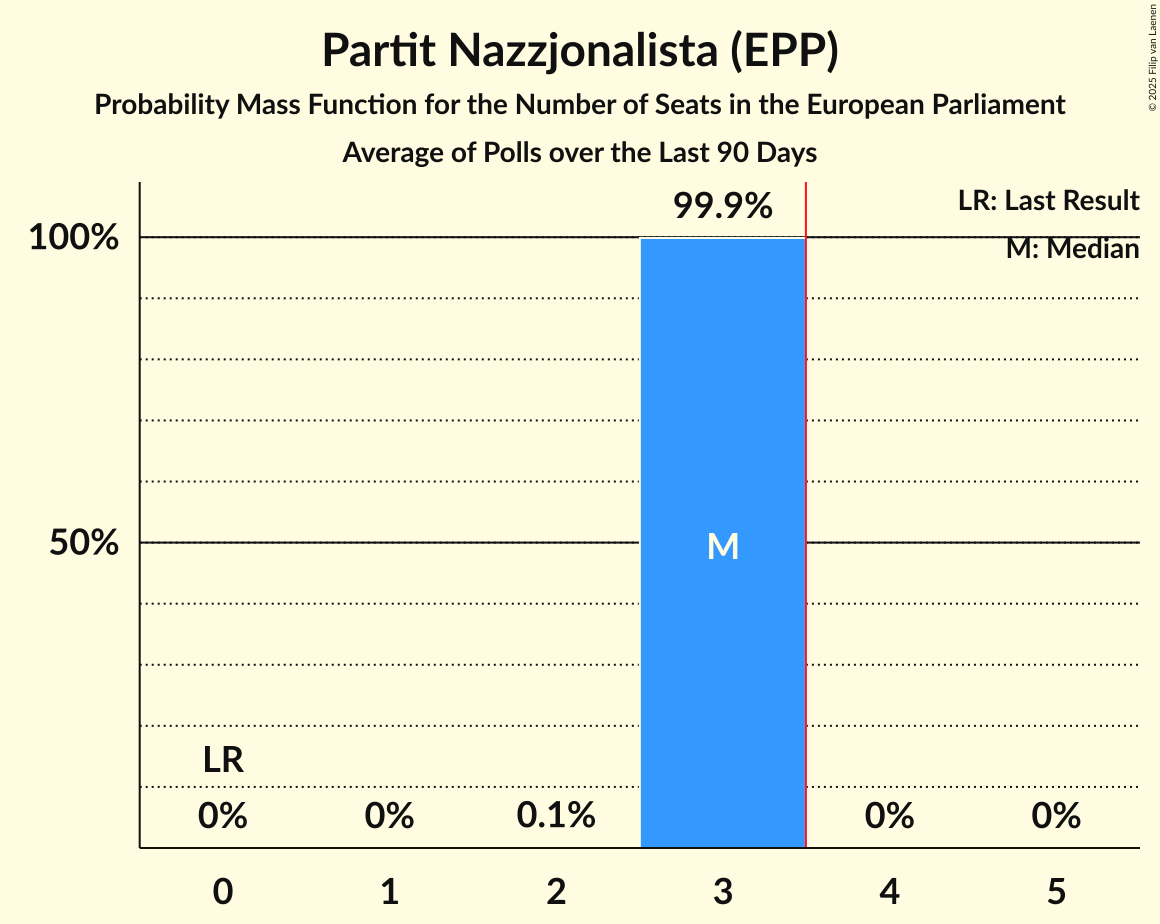 Partit Nazzjonalista (EPP)
Probability Mass Function for the Number of Seats in the European Parliament
Average of Polls over the Last 90 Days
© 2025 Filip van Laenen
99.9%
LR: Last Result
100%
M: Median
50%
M
LR
0%
0%
0.1%
0%
0%
0
1
2
3
4
5